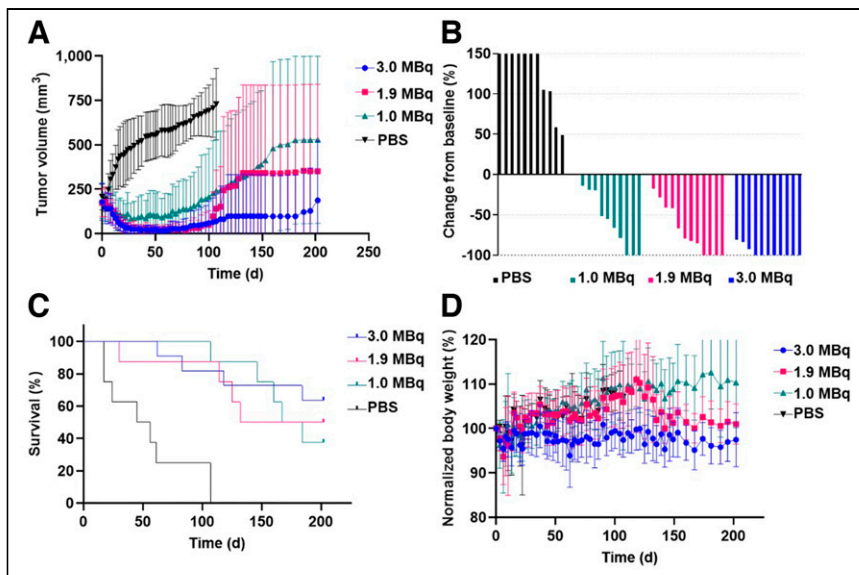 A
Tumor volume (mm³)
1,000
750
500
250
0
0 50 100 150 200 250
Time (d)
3.0 MBq
1.9 MBq
1.0 MBq
PBS
B
Change from baseline (%)
150
100
50
0
-50
-100
PBS 1.0 MBq 1.9 MBq 3.0 MBq
C
Survival (%)
100
80
60
40
20
0
0 50 100 150 200
Time (d)
3.0 MBq
1.9 MBq
1.0 MBq
PBS
D
Normalized body weight (%)
120
110
100
90
80
0 50 100 150 200
Time (d)
3.0 MBq
1.9 MBq
1.0 MBq
PBS